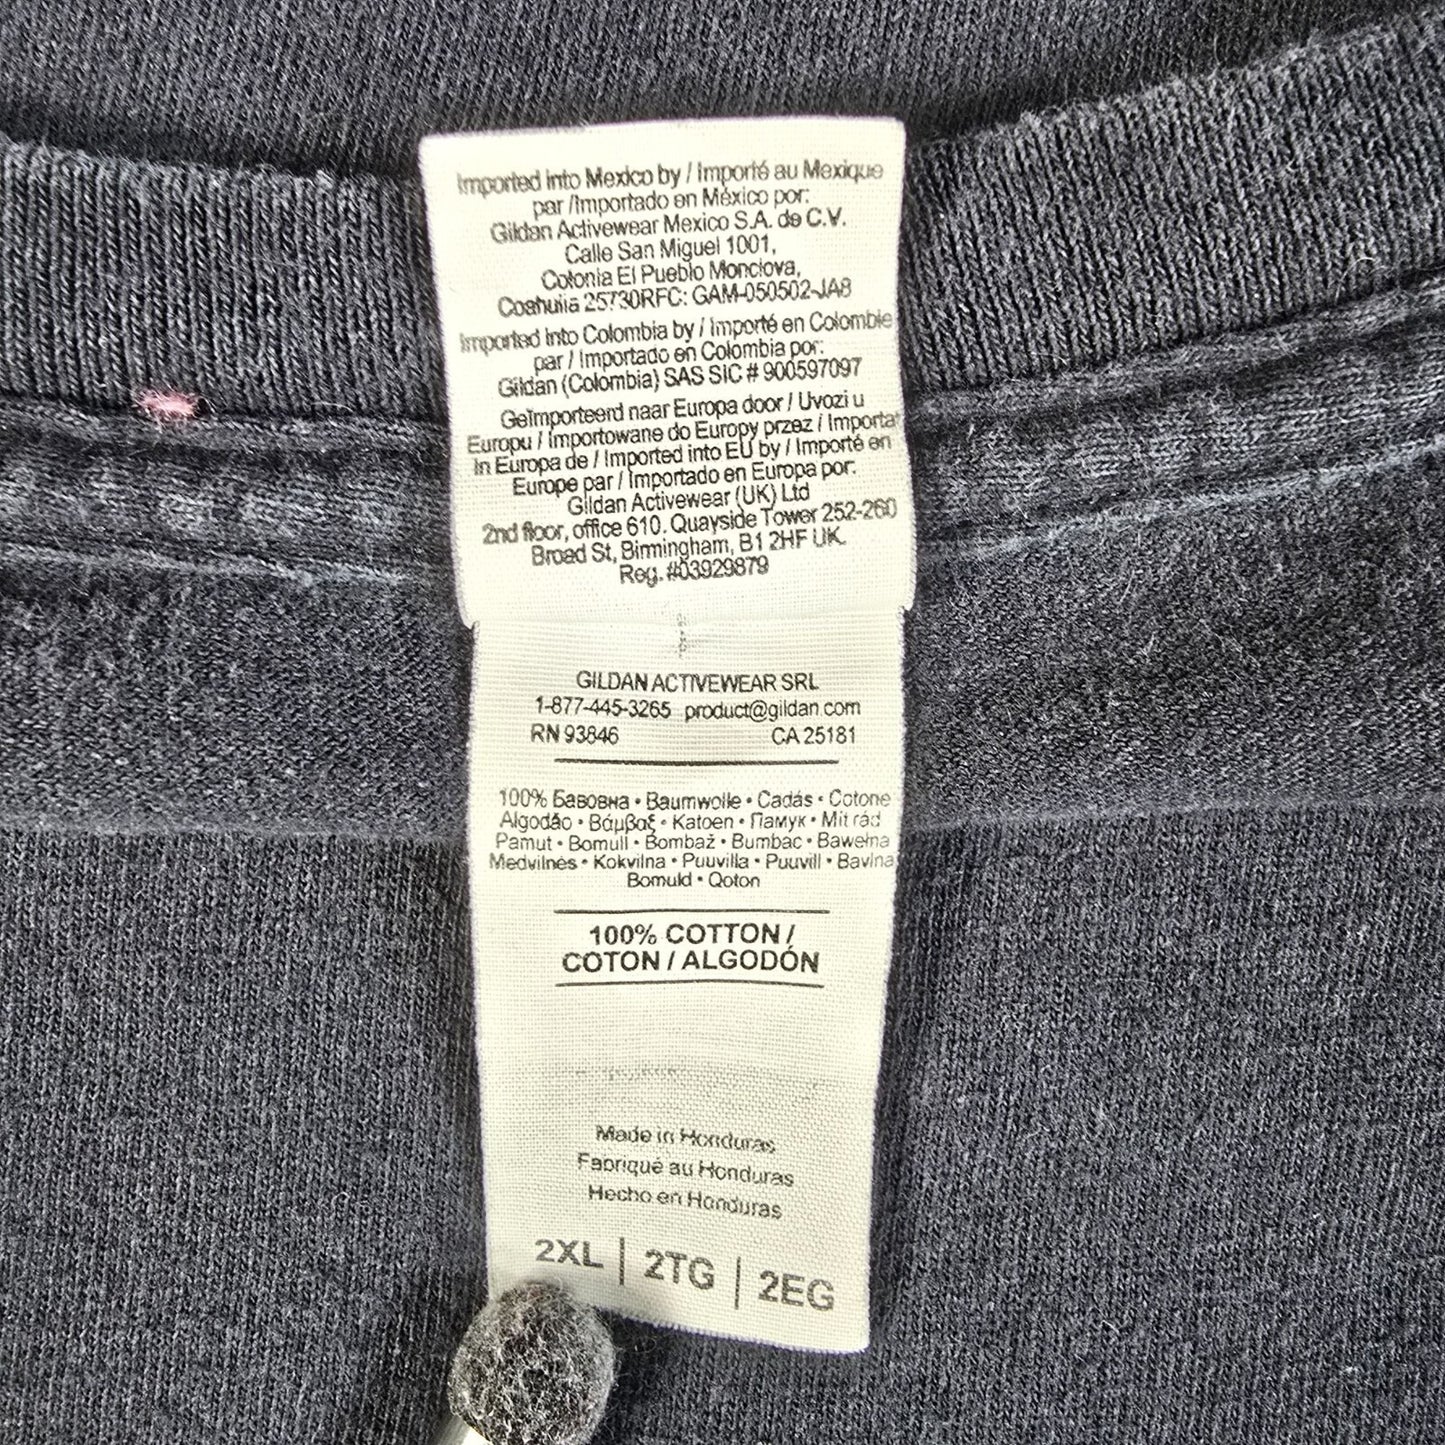 Imported into Mexico by / Importé au Mexique
par /Importado en México por:
Gildan Activewear Mexico S.A. de C.V.
Calle San Miguel 1001,
Colonia El Pueblo Monclova,
Coahuila 25730RFC: GAM-050502-JA8
Imported into Colombia by / Importé en Colombie
par / Importado en Colombia por:
Gildan (Colombia) SAS SIC # 900597097
Geïmporteerd naar Europa door / Uvozi u
Europu / Importowane do Europy przez / Importat
în Europa de / Imported into EU by / Importé en
Europe par / Importado en Europa por:
Gildan Activewear (UK) Ltd
2nd floor, office 610. Quayside Tower 252-260
Broad St, Birmingham, B1 2HF UK.
Reg. #03929879
GILDAN ACTIVEWEAR SRL
1-877-445-3265 product@gildan.com
RN 93846 CA 25181
100% Бавовна • Baumwolle • Cadás • Cotone
Algodão • Βάμβαξ • Katoen • Памук • Mit rád
Pamut • Bomull • Bombaž • Bumbac • Bawełna
Medvilnės • Kokvilna • Puuvilla • Puuvill • Bavlna
Bomuld • Qoton
100% COTTON /
COTON / ALGODÓN
Made in Honduras
Fabriqué au Honduras
Hecho en Honduras
2XL | 2TG | 2EG